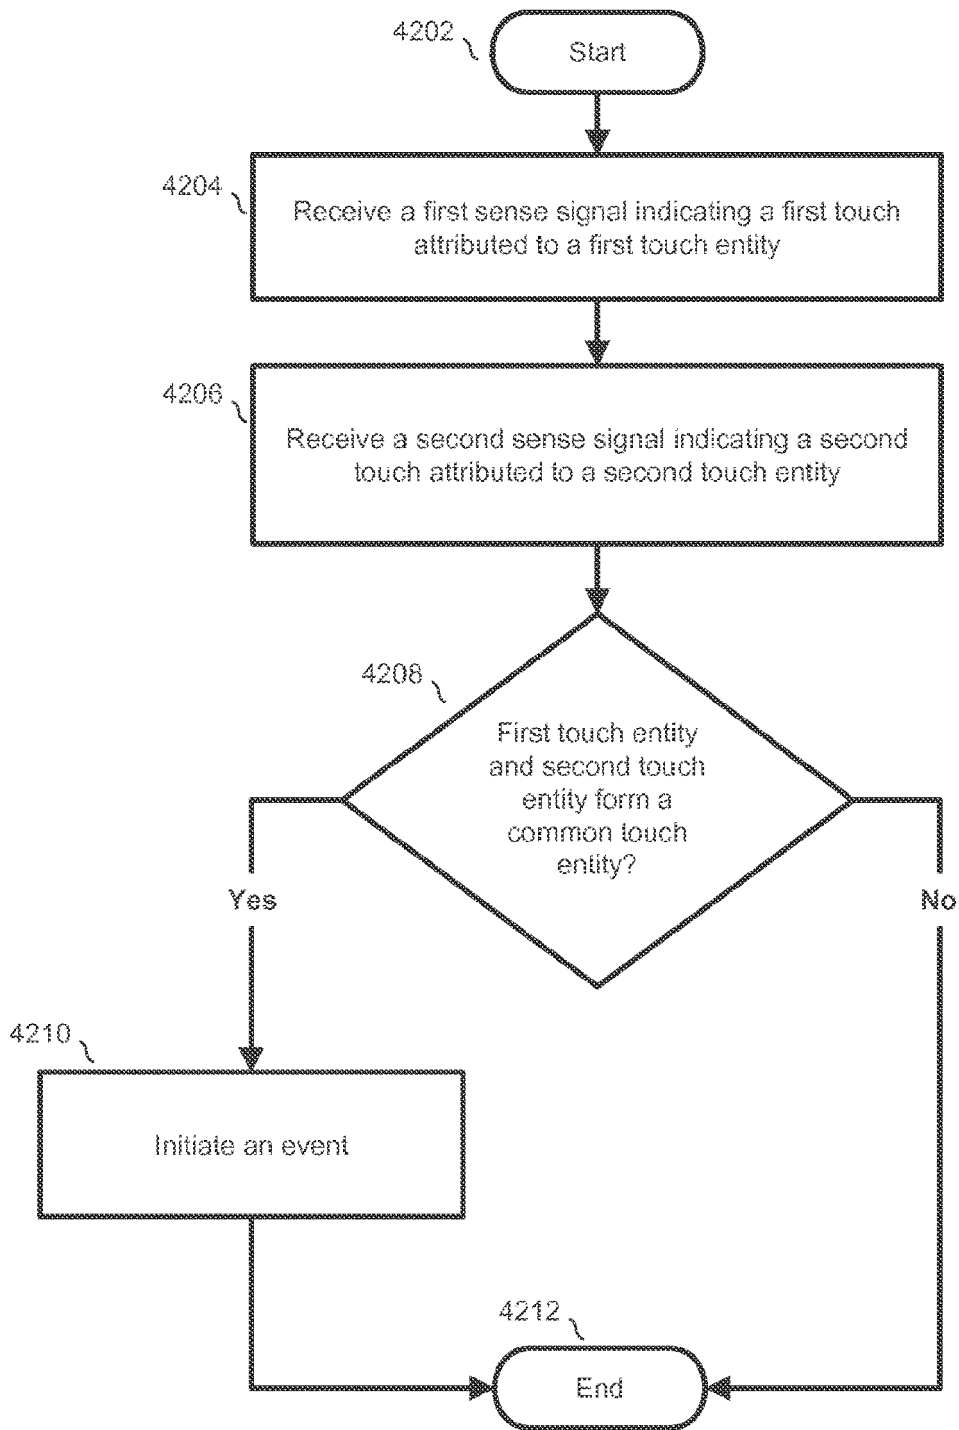 4202
Start
4204
Receive a first sense signal indicating a first touch
attributed to a first touch entity
4206
Receive a second sense signal indicating a second
touch attributed to a second touch entity
4208
First touch entity
and second touch
entity form a
common touch
entity?
Yes
No
4210
Initiate an event
4212
End